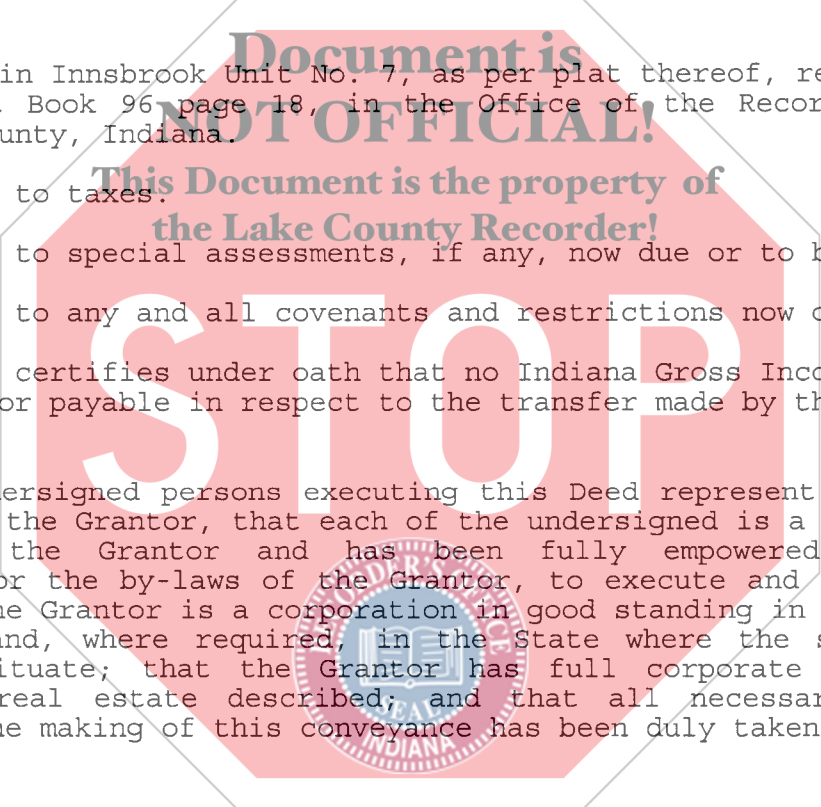 Document is
in Innsbrook Unit No. 7, as per plat thereof, re
Book 96 page 18, in the Office of the Recor
NOT OFFICIAL!
unty, Indiana.
This Document is the property of
to taxes.
the Lake County Recorder!
to special assessments, if any, now due or to b
to any and all covenants and restrictions now o
STOP
certifies under oath that no Indiana Gross Inco
or payable in respect to the transfer made by th
ersigned persons executing this Deed represent
the Grantor, that each of the undersigned is a
the Grantor and has been fully empowered
or the by-laws of the Grantor, to execute and
he Grantor is a corporation in good standing in
and, where required, in the State where the s
ituate; that the Grantor has full corporate
real estate described; and that all necessar
he making of this conveyance has been duly taken
RECORDER'S OFFICE
SEAL
INDIANA